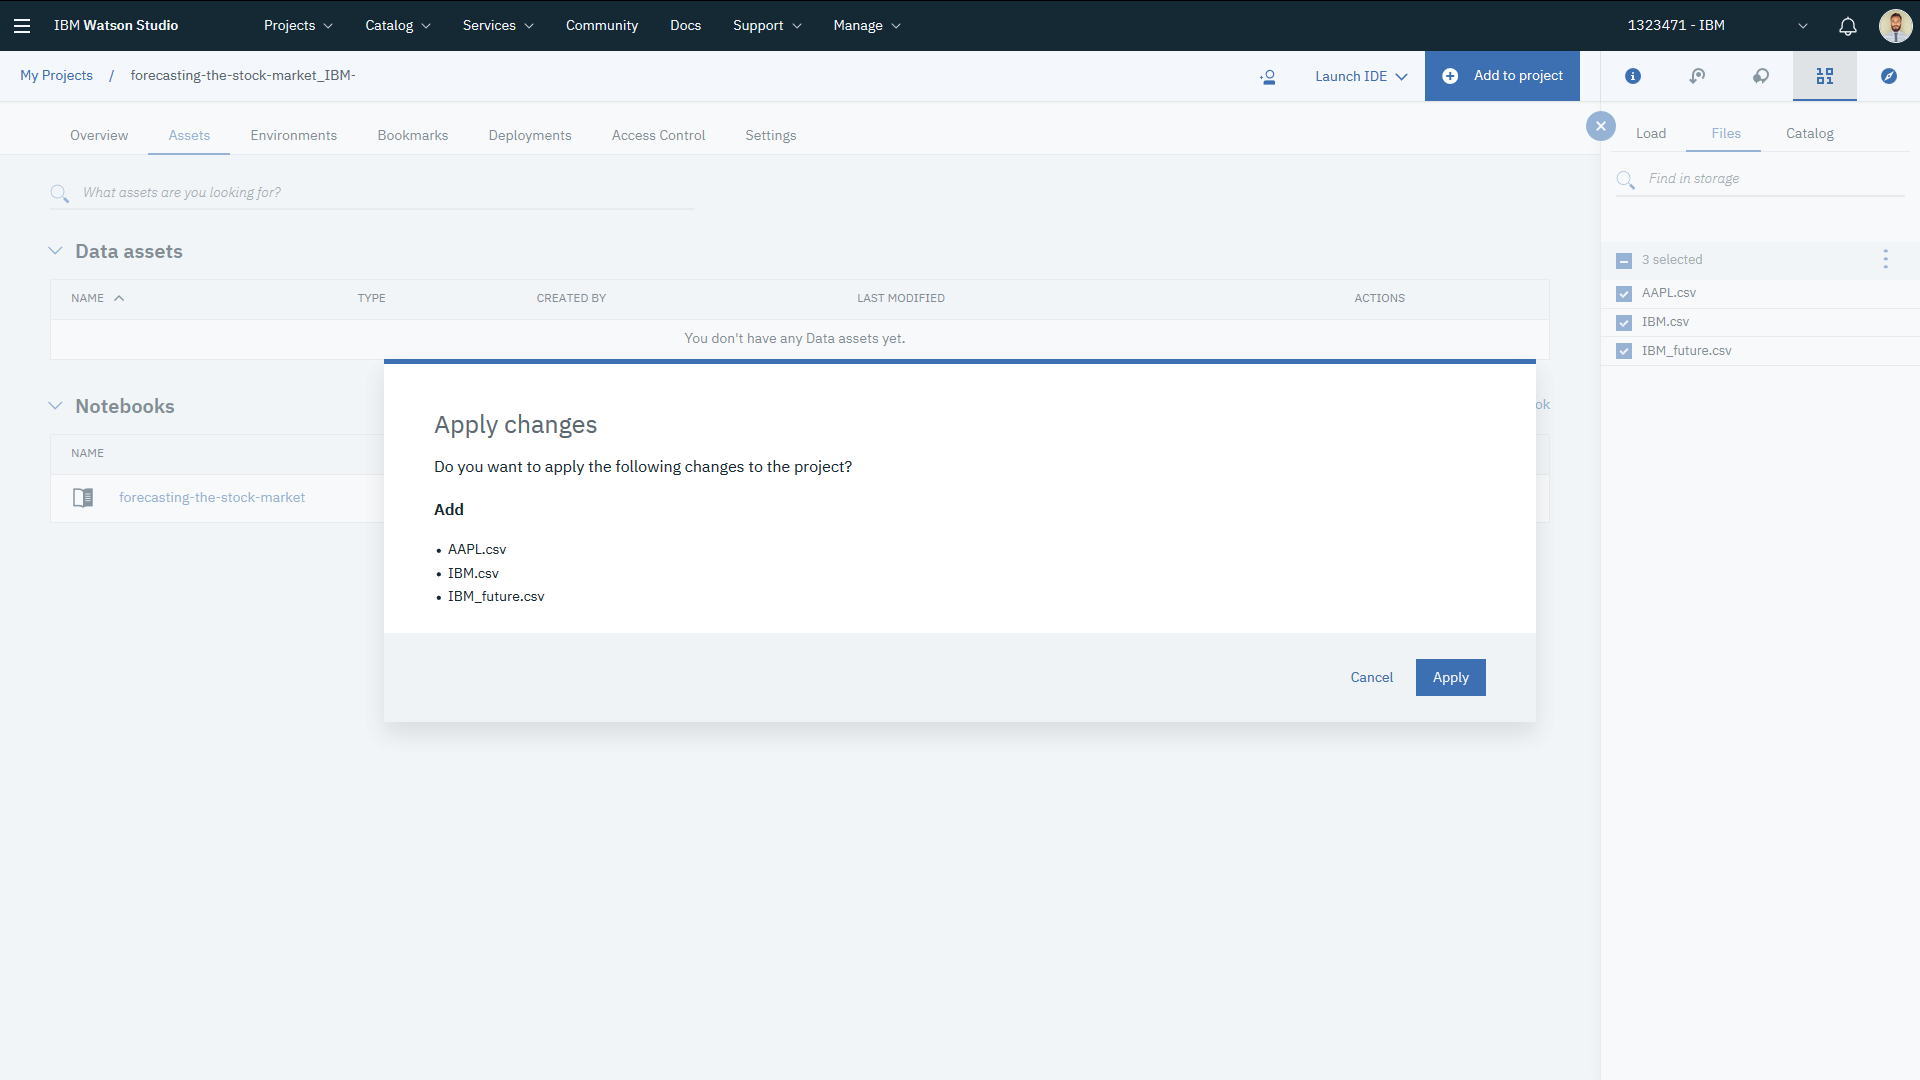 IBM Watson Studio
Projects
Catalog
Services
Community
Docs
Support
Manage
1323471 - IBM
My Projects / forecasting-the-stock-market_IBM-
Launch IDE
Add to project
Overview
Assets
Environments
Bookmarks
Deployments
Access Control
Settings
Load
Files
Catalog
What assets are you looking for?
Find in storage
Data assets
NAME
TYPE
CREATED BY
LAST MODIFIED
ACTIONS
You don't have any Data assets yet.
3 selected
AAPL.csv
IBM.csv
IBM_future.csv
Notebooks
ok
NAME
forecasting-the-stock-market
Apply changes
Do you want to apply the following changes to the project?
Add
• AAPL.csv
• IBM.csv
• IBM_future.csv
Cancel
Apply